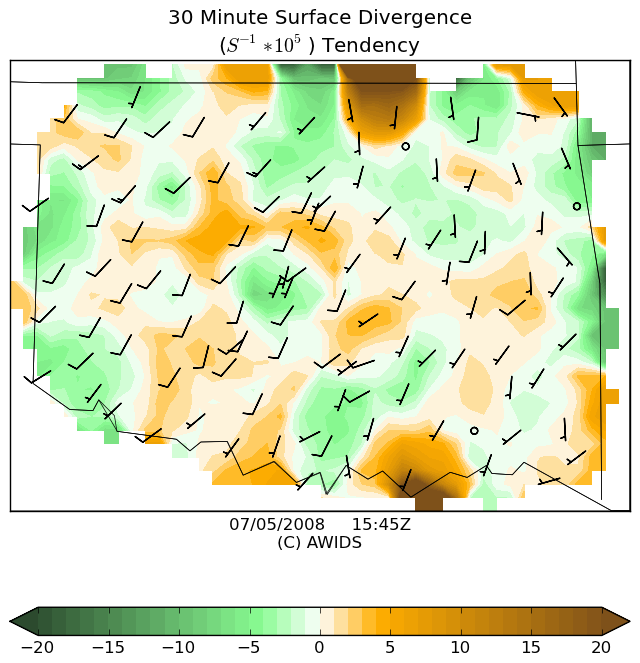 30 Minute Surface Divergence
(S⁻¹ *10⁵ ) Tendency
07/05/2008 15:45Z
(C) AWIDS
−20 −15 −10 −5 0 5 10 15 20